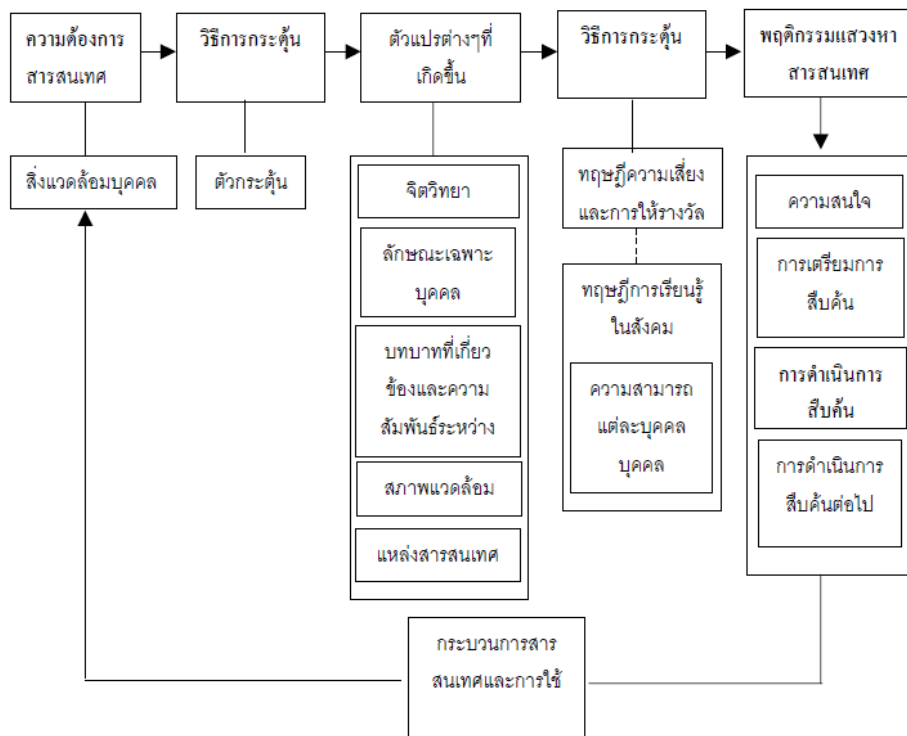 ความต้องการ
สารสนเทศ
วิธีการกระตุ้น
ตัวแปรต่างๆที่
เกิดขึ้น
วิธีการกระตุ้น
พฤติกรรมแสวงหา
สารสนเทศ
สิ่งแวดล้อมบุคคล
ตัวกระตุ้น
จิตวิทยา
ลักษณะเฉพาะ
บุคคล
บทบาทที่เกี่ยว
ข้องและความ
สัมพันธ์ระหว่าง
สภาพแวดล้อม
แหล่งสารสนเทศ
ทฤษฎีความเสี่ยง
และการให้รางวัล
ทฤษฎีการเรียนรู้
ในสังคม
ความสามารถ
แต่ละบุคคล
บุคคล
ความสนใจ
การเตรียมการ
สืบค้น
การดำเนินการ
สืบค้น
การดำเนินการ
สืบค้นต่อไป
กระบวนการสาร
สนเทศและการใช้